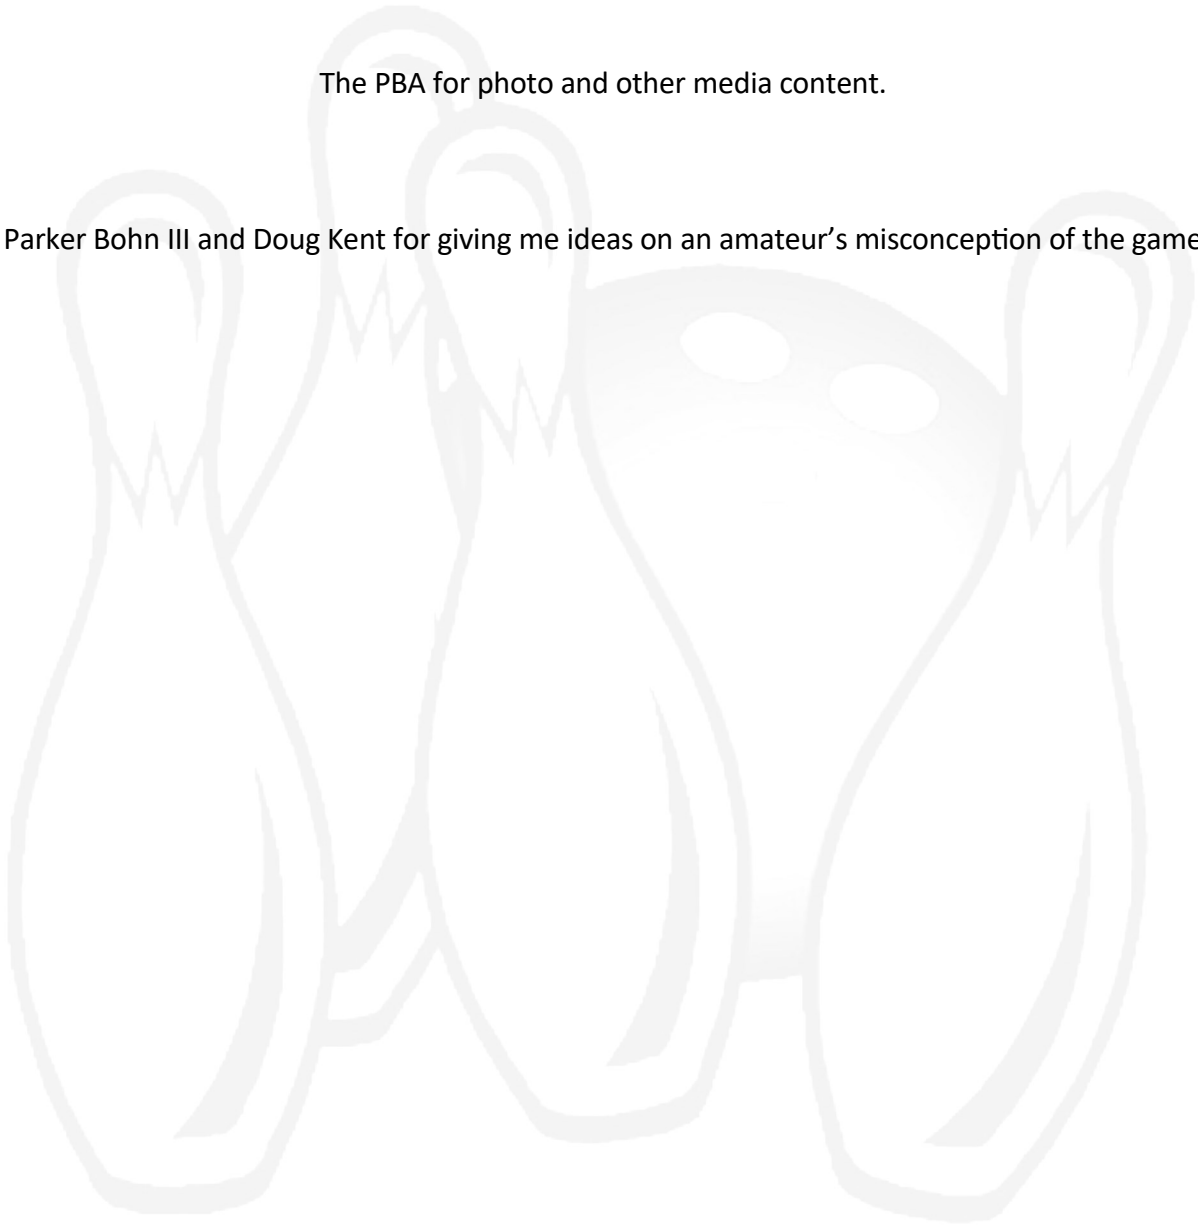 The PBA for photo and other media content.
Parker Bohn III and Doug Kent for giving me ideas on an amateur’s misconception of the game